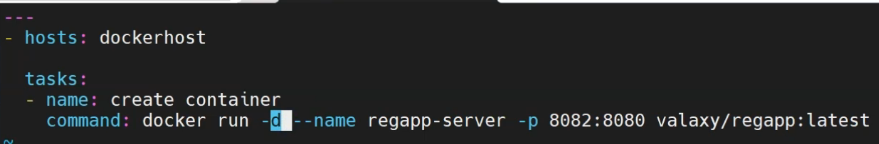 ---
- hosts: dockerhost
  tasks:
  - name: create container
    command: docker run -d --name regapp-server -p 8082:8080 valaxy/regapp:latest
~